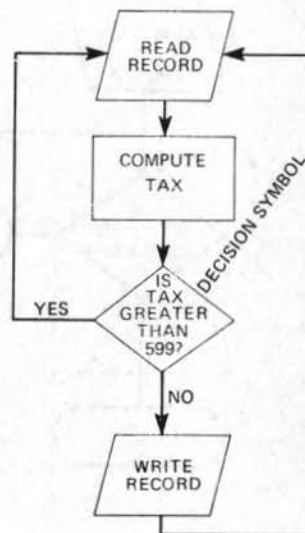 READ
RECORD
COMPUTE
TAX
DECISION SYMBOL
IS
TAX
GREATER
THAN
599?
YES
NO
WRITE
RECORD